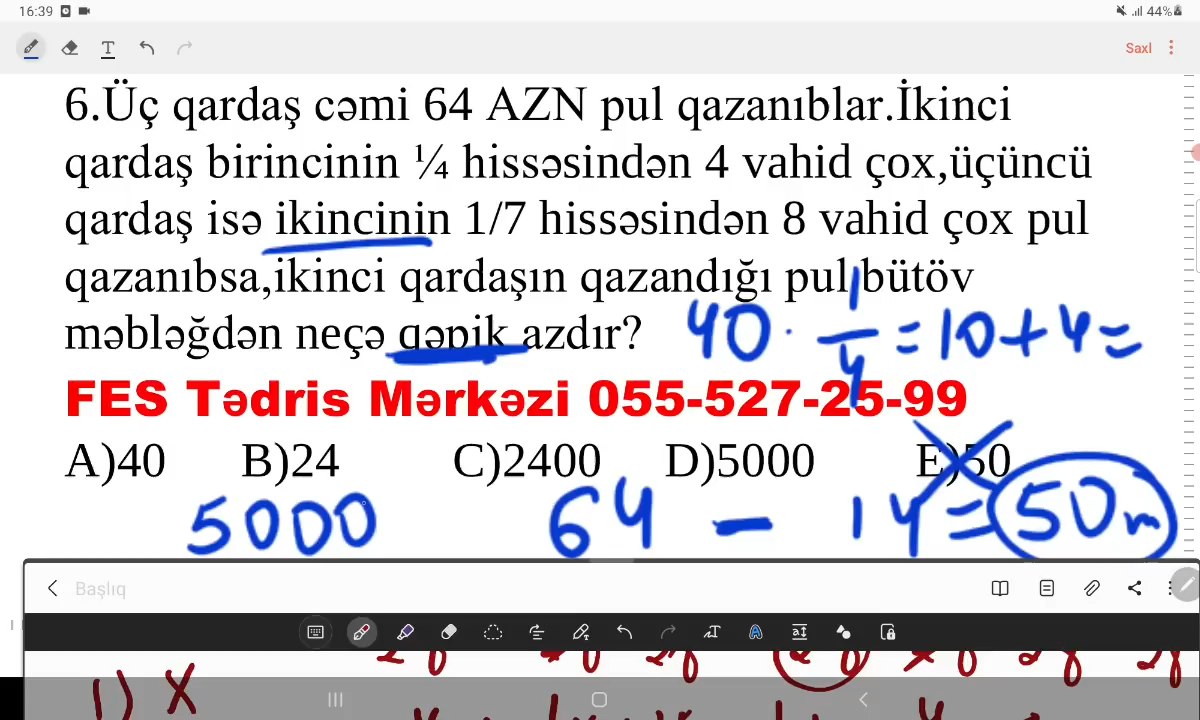 16:39 44%
Saxl
6.Üç qardaş cəmi 64 AZN pul qazanıblar.İkinci
qardaş birincinin ¼ hissəsindən 4 vahid çox,üçüncü
qardaş isə ikincinin 1/7 hissəsindən 8 vahid çox pul
qazanıbsa,ikinci qardaşın qazandığı pul bütöv
məbləğdən neçə qəpik azdır?
40 · 1/4 = 10 + 4 =
FES Tədris Mərkəzi 055-527-25-99
A)40 B)24 C)2400 D)5000 E)50
5000 64 - 14 = 50m
Başlıq
1) X